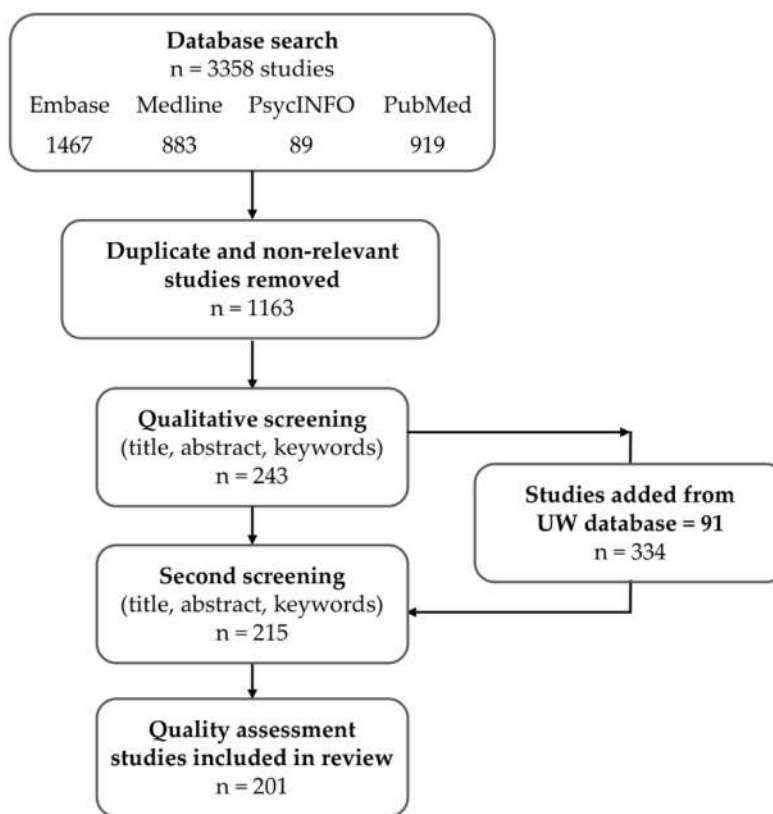 Database search
n = 3358 studies
Embase Medline PsycINFO PubMed
1467 883 89 919
Duplicate and non-relevant
studies removed
n = 1163
Qualitative screening
(title, abstract, keywords)
n = 243
Studies added from
UW database = 91
n = 334
Second screening
(title, abstract, keywords)
n = 215
Quality assessment
studies included in review
n = 201